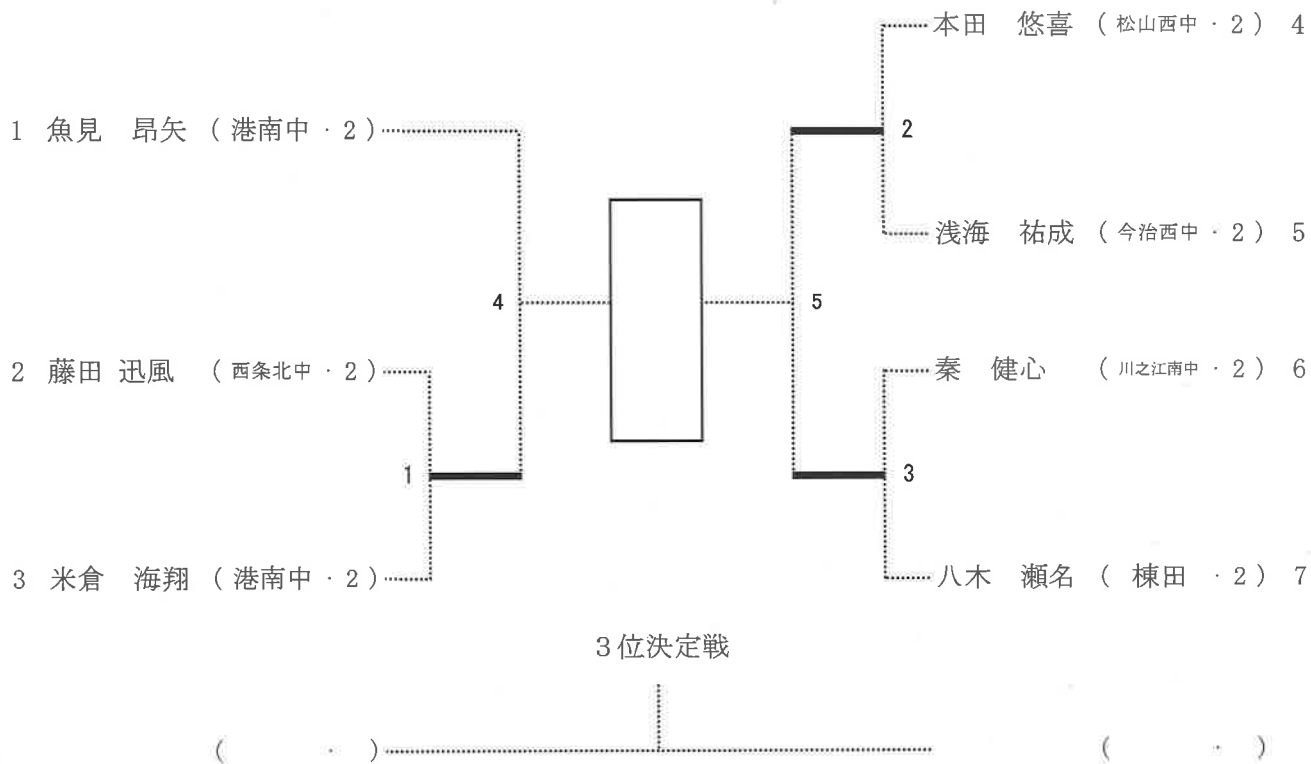 本田　悠喜 （ 松山西中 ・ 2 ） 4
1 魚見　昂矢 （ 港南中 ・ 2 ）
2
浅海　祐成 （ 今治西中 ・ 2 ） 5
4
5
2 藤田 迅風 （ 西条北中 ・ 2 ）
秦　健心 （ 川之江南中 ・ 2 ） 6
1
3
3 米倉　海翔 （ 港南中 ・ 2 ）
八木　瀬名 （ 棟田 ・ 2 ） 7
3位決定戦
（ ・ ）
（ ・ ）